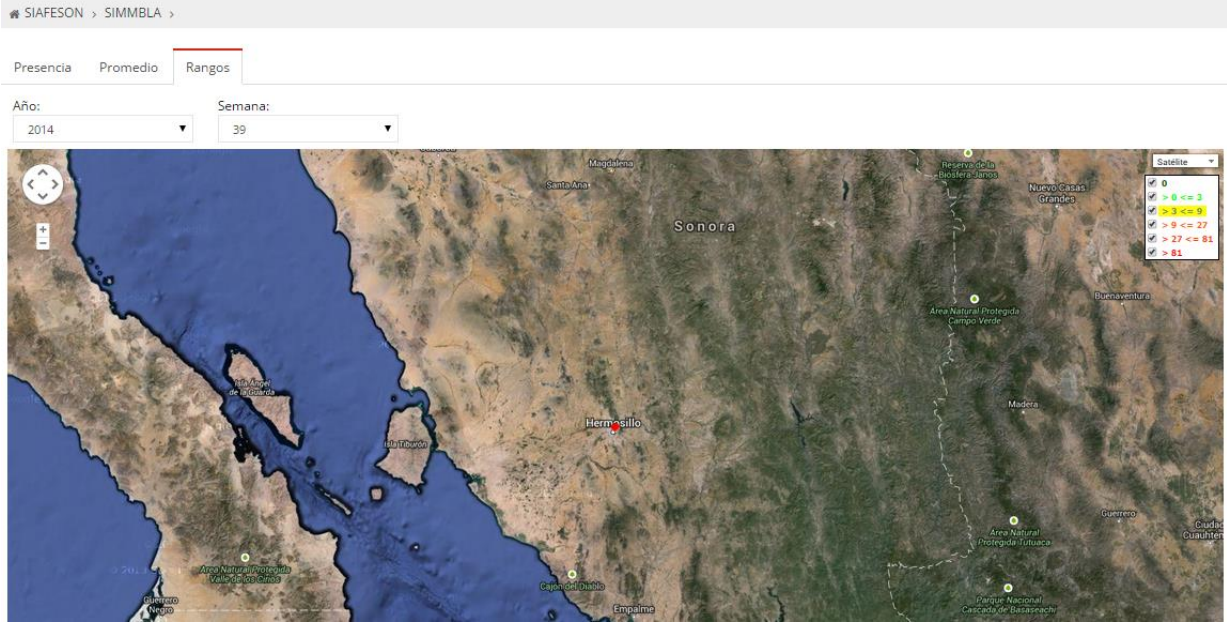 SIAFESON > SIMMBLA >
Presencia Promedio Rangos
Año: Semana:
2014 39
Magdalena
Santa Ana
Sonora
Reserva de la
Biósfera Janos
Nuevo Casas
Grandes
Satélite
0
> 0 <= 3
> 3 <= 9
> 9 <= 27
> 27 <= 81
> 81
Buenaventura
Área Natural Protegida
Campo Verde
Isla Ángel
de la Guarda
Madera
Hermosillo
Isla Tiburón
Guerrero
Ciudad
Cuauhtém
Área Natural
Protegida Tutuaca
Área Natural Protegida
Valle de los Cirios
Cajón del Diablo
Guerrero
Negro
Empalme
Parque Nacional
Cascada de Basaseachi